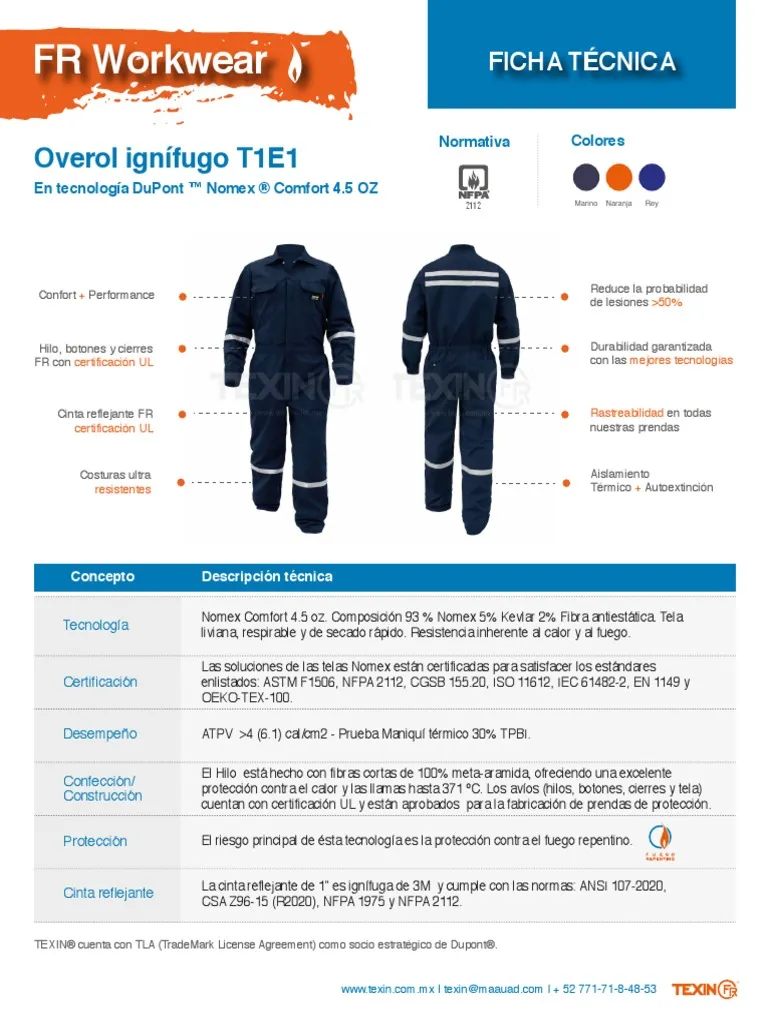 FR Workwear
FICHA TÉCNICA
Overol ignífugo T1E1
En tecnología DuPont ™ Nomex ® Comfort 4.5 OZ
Normativa
NFPA
2112
Colores
Marino Naranja Rey
Confort + Performance
Hilo, botones y cierres
FR con certificación UL
Cinta reflejante FR
certificación UL
Costuras ultra
resistentes
Reduce la probabilidad
de lesiones >50%
Durabilidad garantizada
con las mejores tecnologías
Rastreabilidad en todas
nuestras prendas
Aislamiento
Térmico + Autoextinción
TEXIN FR
TEXIN FR
Concepto Descripción técnica
Tecnología
Nomex Comfort 4.5 oz. Composición 93 % Nomex 5% Kevlar 2% Fibra antiestática. Tela
liviana, respirable y de secado rápido. Resistencia inherente al calor y al fuego.
Certificación
Las soluciones de las telas Nomex están certificadas para satisfacer los estándares
enlistados: ASTM F1506, NFPA 2112, CGSB 155.20, ISO 11612, IEC 61482-2, EN 1149 y
OEKO-TEX-100.
Desempeño
ATPV >4 (6.1) cal/cm2 - Prueba Maniquí térmico 30% TPBI.
Confección/
Construcción
El Hilo está hecho con fibras cortas de 100% meta-aramida, ofreciendo una excelente
protección contra el calor y las llamas hasta 371 ºC. Los avíos (hilos, botones, cierres y tela)
cuentan con certificación UL y están aprobados para la fabricación de prendas de protección.
Protección
El riesgo principal de ésta tecnología es la protección contra el fuego repentino.
FUEGO
REPENTINO
Cinta reflejante
La cinta reflejante de 1" es ignífuga de 3M y cumple con las normas: ANSI 107-2020,
CSA Z96-15 (R2020), NFPA 1975 y NFPA 2112.
TEXIN® cuenta con TLA (TradeMark License Agreement) como socio estratégico de Dupont®.
www.texin.com.mx I texin@maauad.com I + 52 771-71-8-48-53
TEXIN FR